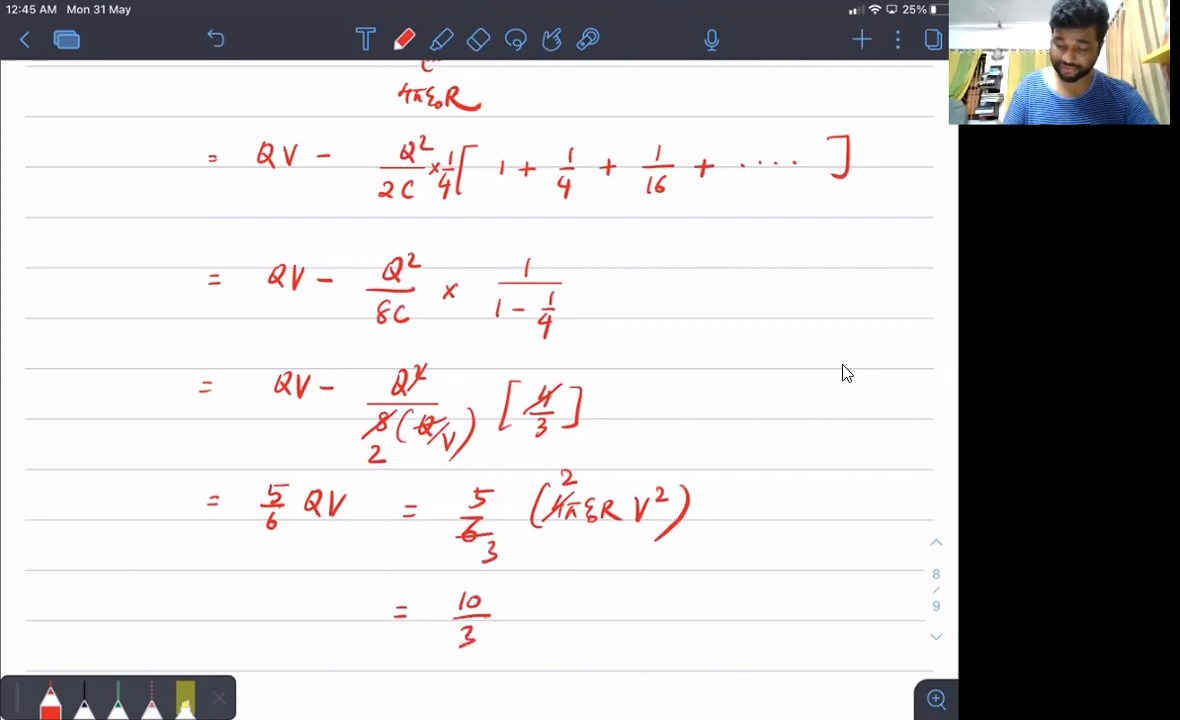 12:45 AM Mon 31 May 25%
T
4πε₀R
= QV - Q²/2C × 1/4 [ 1 + 1/4 + 1/16 + .... ]
= QV - Q²/8C × 1/(1 - 1/4)
= QV - Q²/8(Q/V) [4/3]
2
= 5/6 QV = 5/6 (4πε₀R V²)
2
3
= 10/3
8
/
9